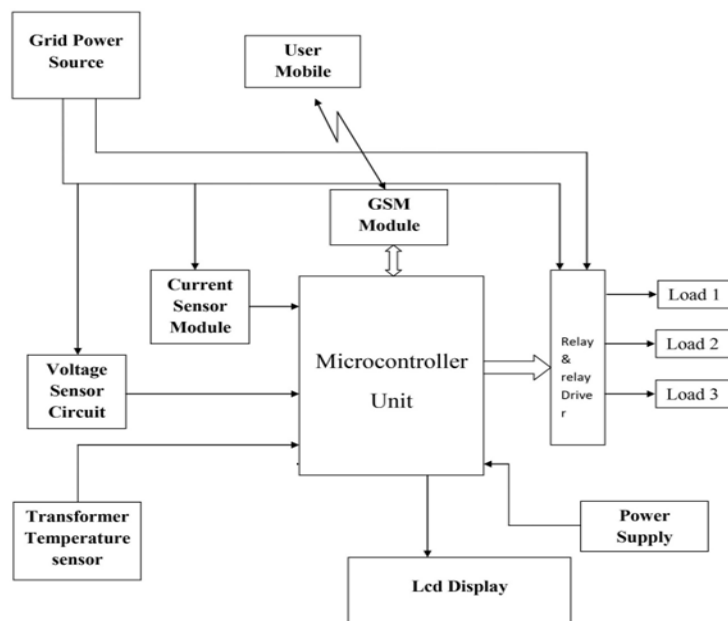 Grid Power
Source
User
Mobile
GSM
Module
Current
Sensor
Module
Microcontroller
Unit
Relay
&
relay
Drive
r
Load 1
Load 2
Load 3
Voltage
Sensor
Circuit
Transformer
Temperature
sensor
Power
Supply
Lcd Display